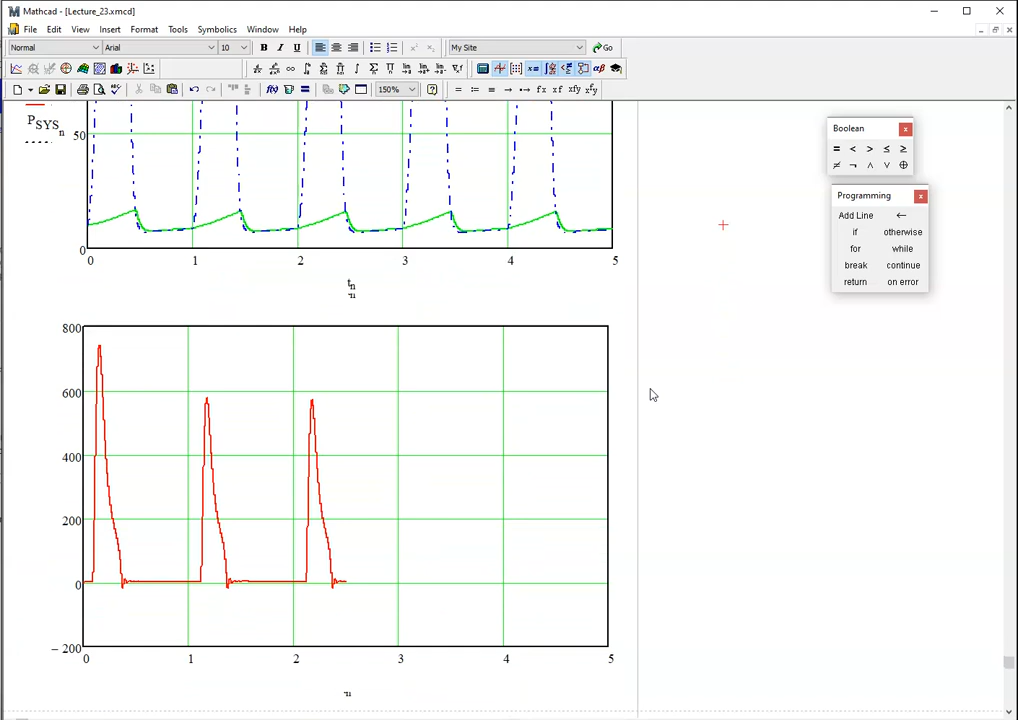 Mathcad - [Lecture_23.xmcd]
File Edit View Insert Format Tools Symbolics Window Help
Normal Arial 10 B I U My Site Go
150%
Boolean x
= < > ≤ ≥
≠ ¬ ∧ ∨ ⊕
Programming x
Add Line ←
if otherwise
for while
break continue
return on error
P SYS n
50
0
0 1 2 3 4 5
t n
800
600
400
200
0
– 200
0 1 2 3 4 5